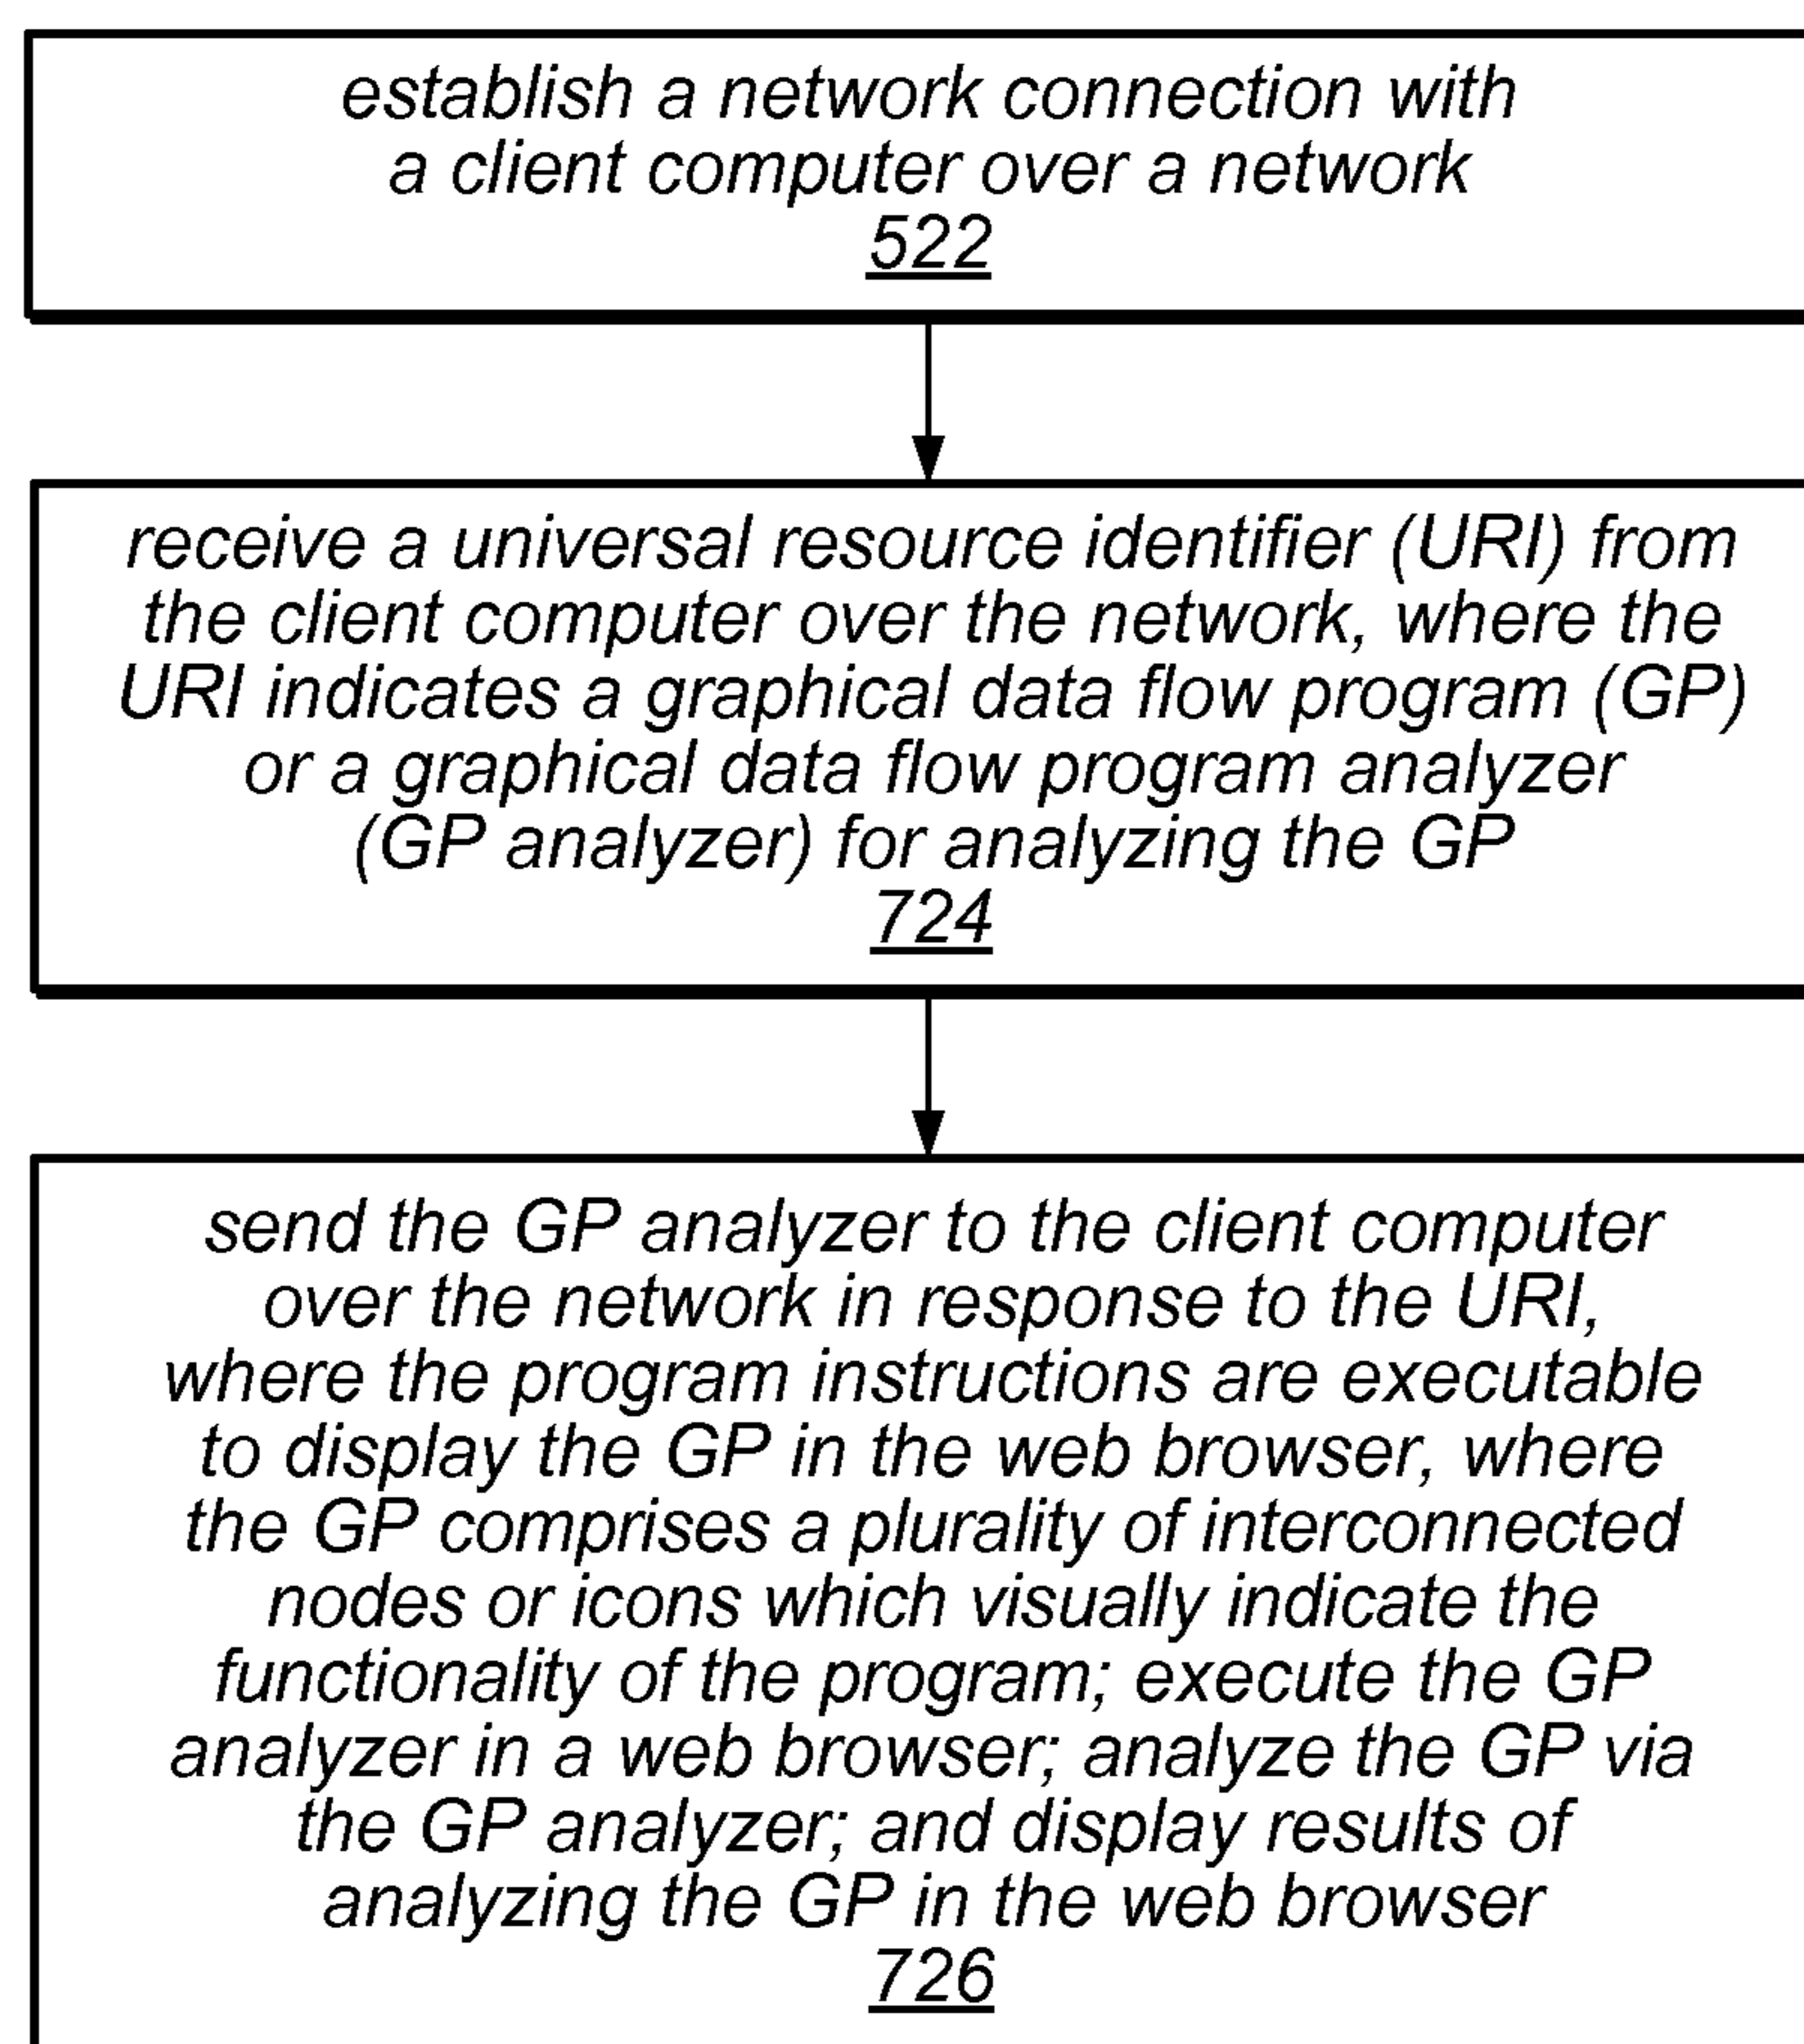 establish a network connection with
a client computer over a network
522
receive a universal resource identifier (URI) from
the client computer over the network, where the
URI indicates a graphical data flow program (GP)
or a graphical data flow program analyzer
(GP analyzer) for analyzing the GP
724
send the GP analyzer to the client computer
over the network in response to the URI,
where the program instructions are executable
to display the GP in the web browser, where
the GP comprises a plurality of interconnected
nodes or icons which visually indicate the
functionality of the program; execute the GP
analyzer in a web browser; analyze the GP via
the GP analyzer; and display results of
analyzing the GP in the web browser
726